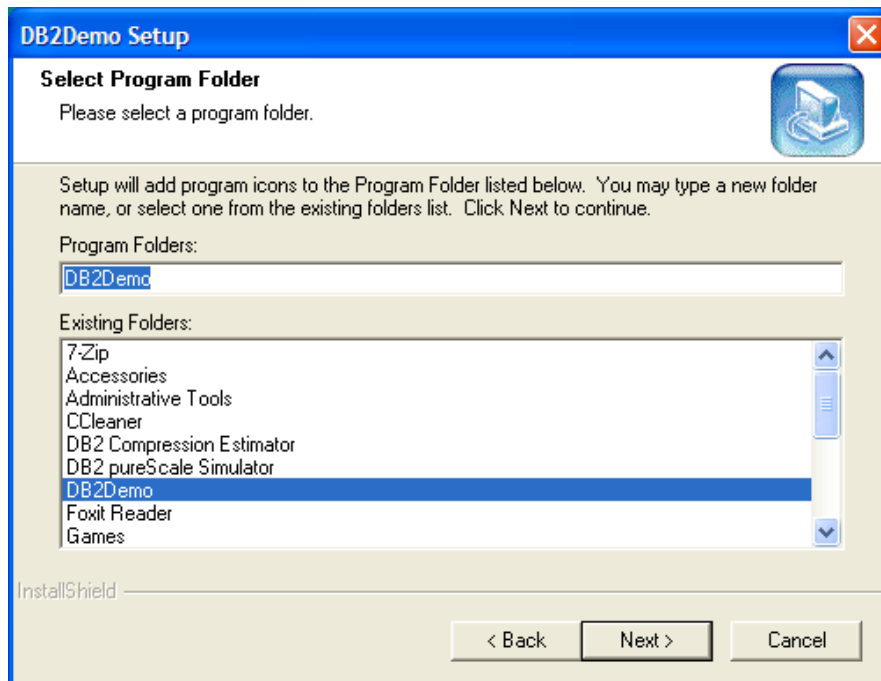 DB2Demo Setup
Select Program Folder
Please select a program folder.
Setup will add program icons to the Program Folder listed below.  You may type a new folder
name, or select one from the existing folders list.  Click Next to continue.
Program Folders:
DB2Demo
Existing Folders:
7-Zip
Accessories
Administrative Tools
CCleaner
DB2 Compression Estimator
DB2 pureScale Simulator
DB2Demo
Foxit Reader
Games
InstallShield
< Back
Next >
Cancel